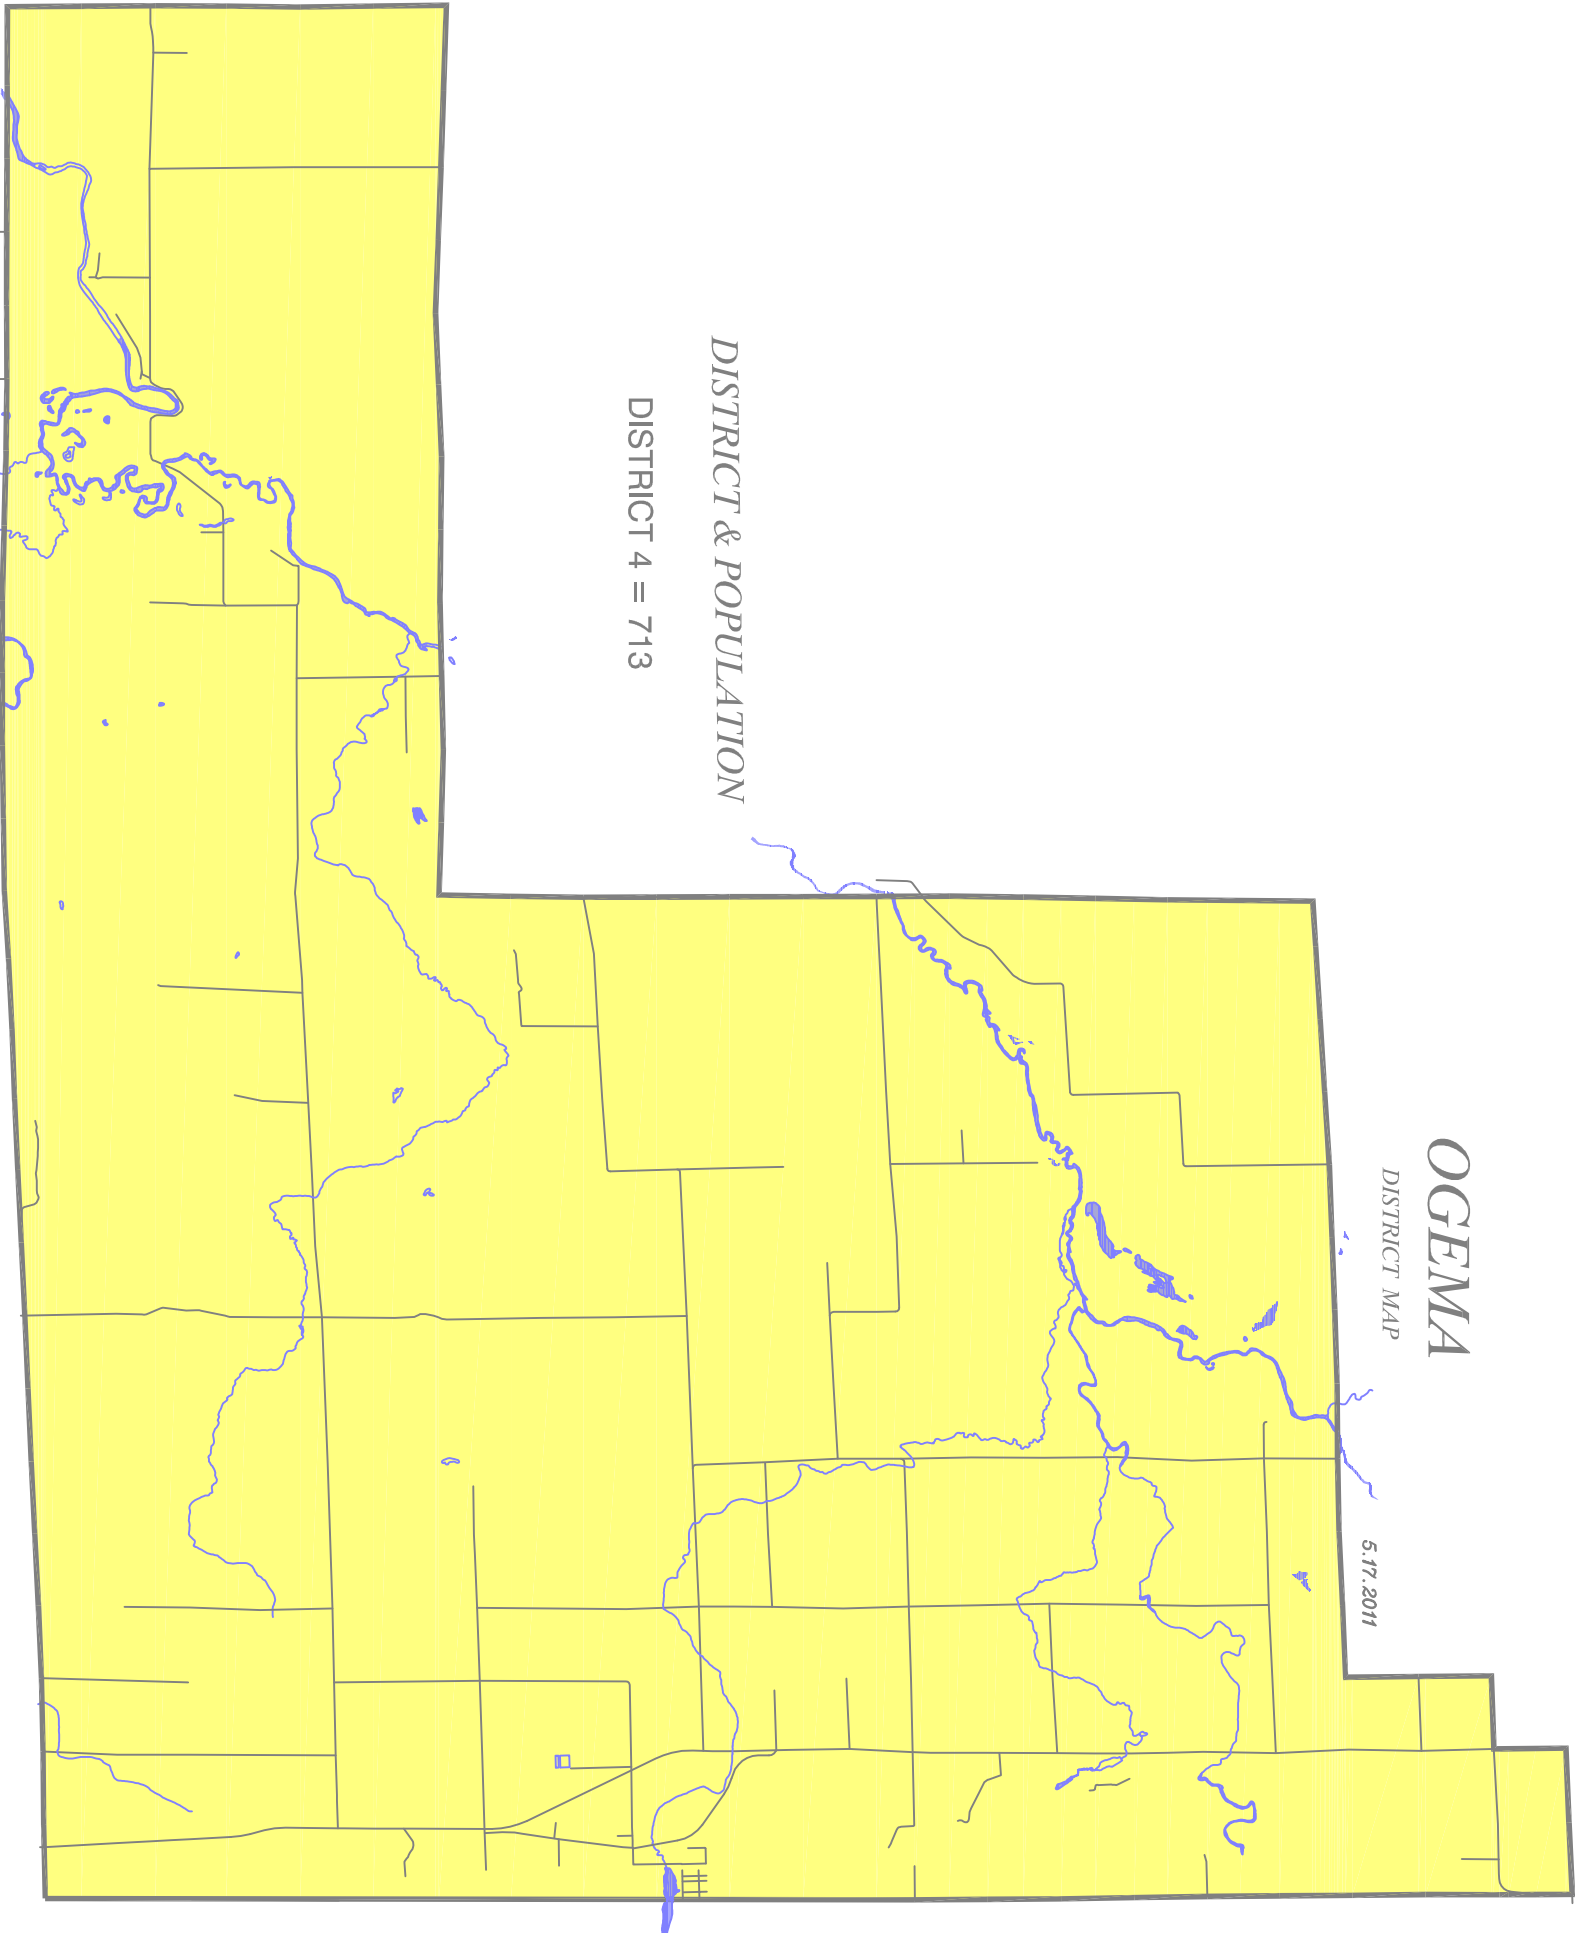 OGEMA
DISTRICT MAP
5.17.2011
DISTRICT & POPULATION
DISTRICT 4 = 713